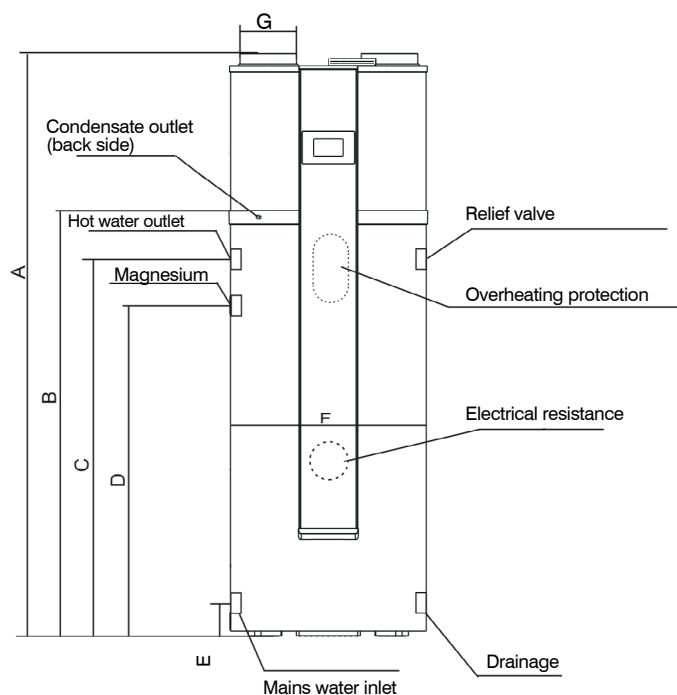 G
Condensate outlet
(back side)
Hot water outlet
Relief valve
A
Magnesium
Overheating protection
B
F
Electrical resistance
C
D
E
Drainage
Mains water inlet